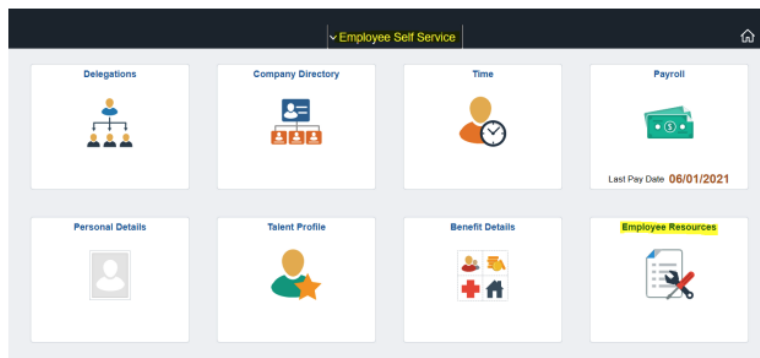 Employee Self Service
Delegations
Company Directory
Time
Payroll
Last Pay Date 06/01/2021
Personal Details
Talent Profile
Benefit Details
Employee Resources